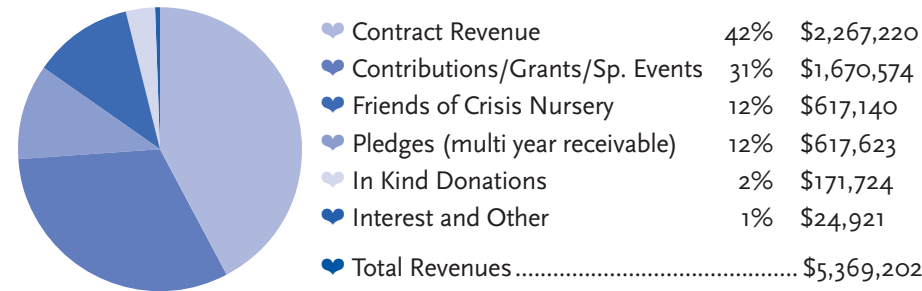 Contract Revenue 42% $2,267,220
Contributions/Grants/Sp. Events 31% $1,670,574
Friends of Crisis Nursery 12% $617,140
Pledges (multi year receivable) 12% $617,623
In Kind Donations 2% $171,724
Interest and Other 1% $24,921
Total Revenues.......................................... $5,369,202